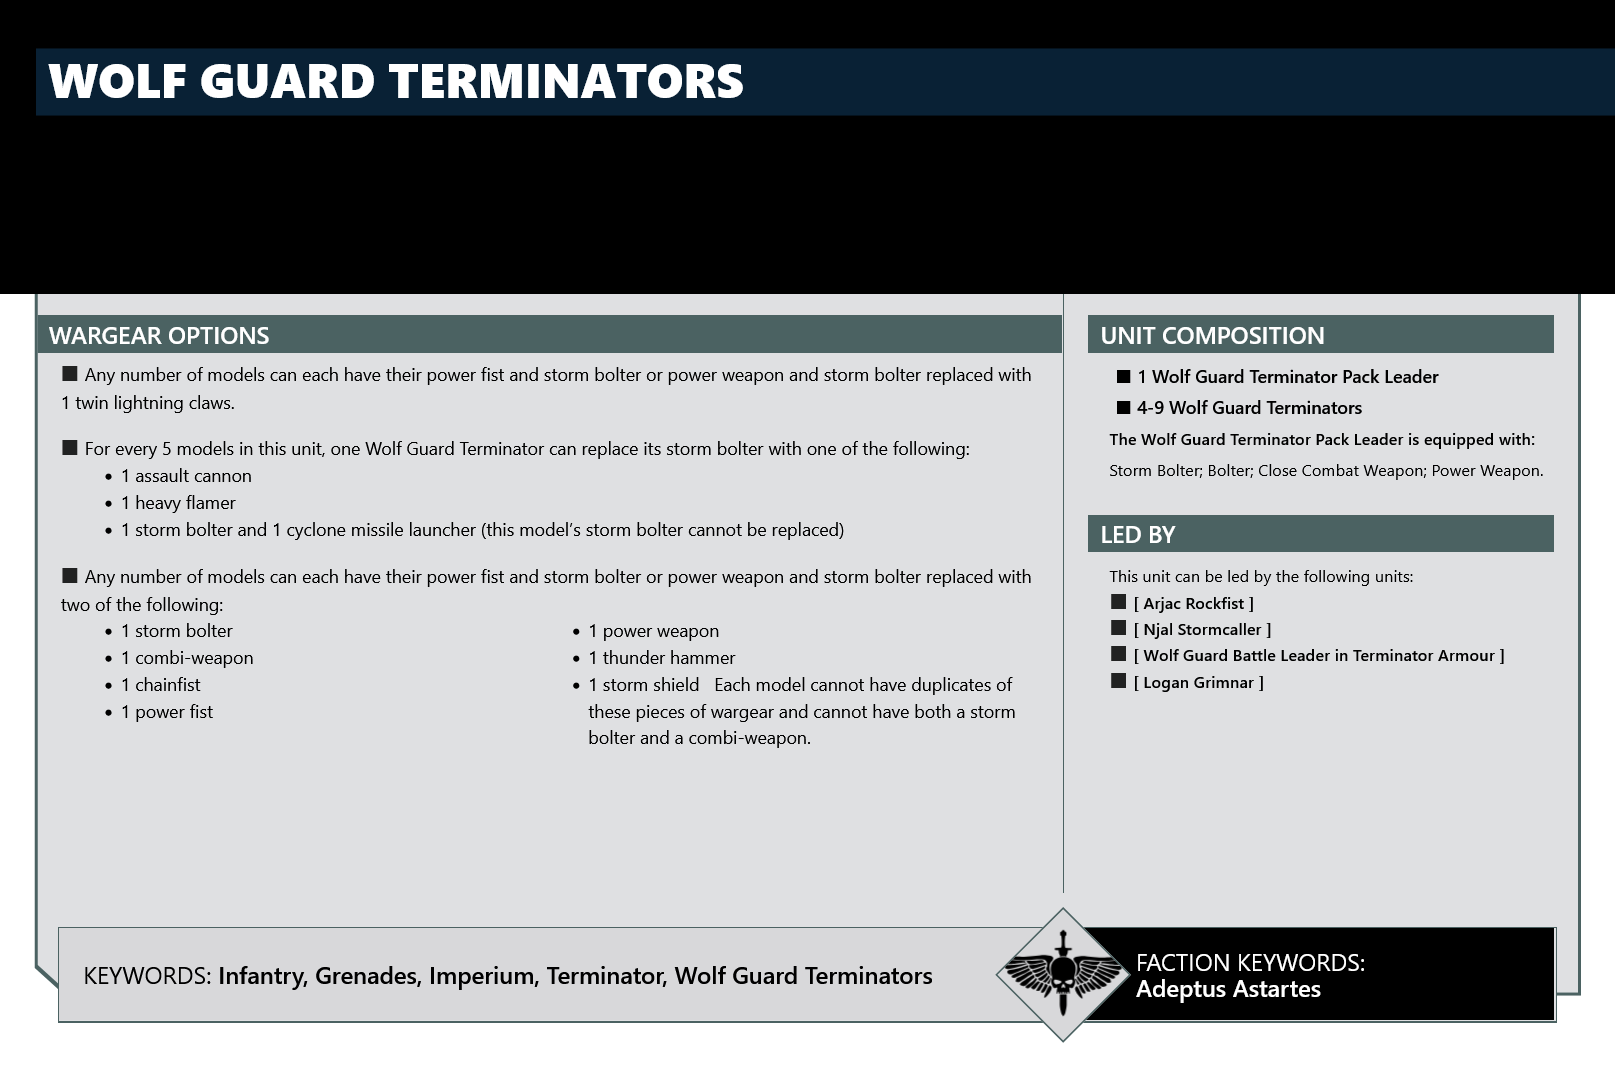 WOLF GUARD TERMINATORS
WARGEAR OPTIONS
■ Any number of models can each have their power fist and storm bolter or power weapon and storm bolter replaced with
1 twin lightning claws.
■ For every 5 models in this unit, one Wolf Guard Terminator can replace its storm bolter with one of the following:
• 1 assault cannon
• 1 heavy flamer
• 1 storm bolter and 1 cyclone missile launcher (this model's storm bolter cannot be replaced)
■ Any number of models can each have their power fist and storm bolter or power weapon and storm bolter replaced with
two of the following:
• 1 storm bolter
• 1 combi-weapon
• 1 chainfist
• 1 power fist
• 1 power weapon
• 1 thunder hammer
• 1 storm shield Each model cannot have duplicates of
these pieces of wargear and cannot have both a storm
bolter and a combi-weapon.
UNIT COMPOSITION
■ 1 Wolf Guard Terminator Pack Leader
■ 4-9 Wolf Guard Terminators
The Wolf Guard Terminator Pack Leader is equipped with:
Storm Bolter; Bolter; Close Combat Weapon; Power Weapon.
LED BY
This unit can be led by the following units:
■ [ Arjac Rockfist ]
■ [ Njal Stormcaller ]
■ [ Wolf Guard Battle Leader in Terminator Armour ]
■ [ Logan Grimnar ]
KEYWORDS: Infantry, Grenades, Imperium, Terminator, Wolf Guard Terminators
FACTION KEYWORDS:
Adeptus Astartes